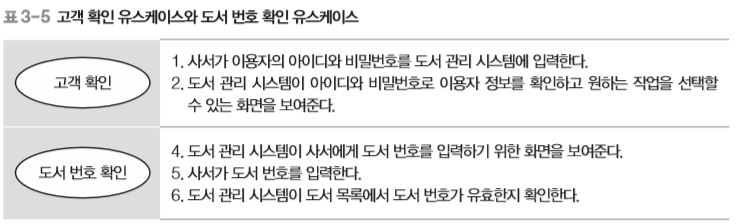 표 3-5 고객 확인 유스케이스와 도서 번호 확인 유스케이스
고객 확인
1. 사서가 이용자의 아이디와 비밀번호를 도서 관리 시스템에 입력한다.
2. 도서 관리 시스템이 아이디와 비밀번호로 이용자 정보를 확인하고 원하는 작업을 선택할
수 있는 화면을 보여준다.
도서 번호 확인
4. 도서 관리 시스템이 사서에게 도서 번호를 입력하기 위한 화면을 보여준다.
5. 사서가 도서 번호를 입력한다.
6. 도서 관리 시스템이 도서 목록에서 도서 번호가 유효한지 확인한다.